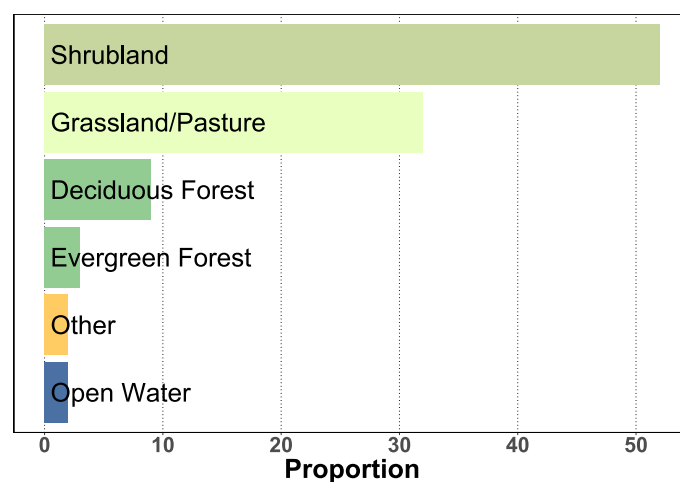 Shrubland
Grassland/Pasture
Deciduous Forest
Evergreen Forest
Other
Open Water
0 10 20 30 40 50
Proportion